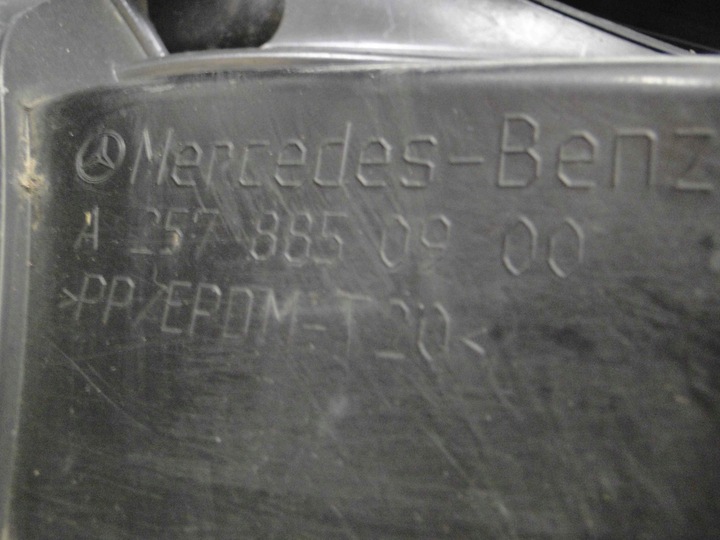 Mercedes-Benz
A 257 885 09 00
>PP/EPDM-T20<